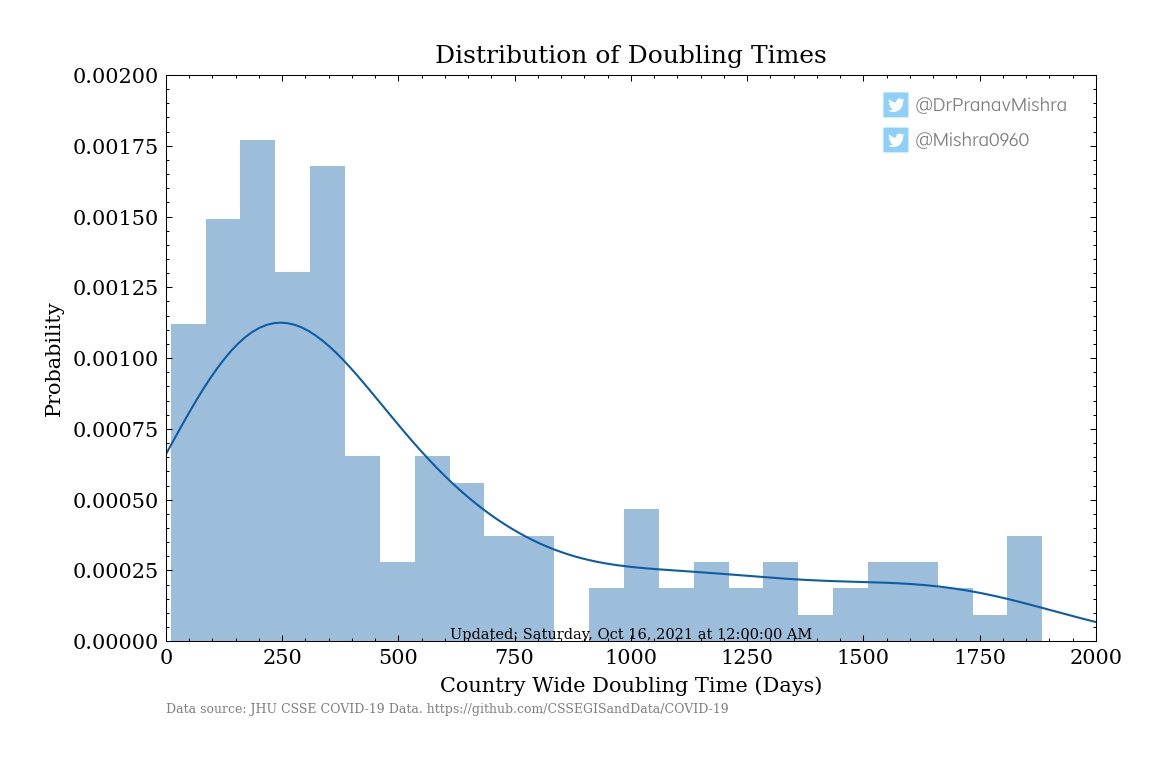 Distribution of Doubling Times
@DrPranavMishra
@Mishra0960
0.00200
0.00175
0.00150
0.00125
0.00100
0.00075
0.00050
0.00025
0.00000
Probability
Updated: Saturday, Oct 16, 2021 at 12:00:00 AM
0 250 500 750 1000 1250 1500 1750 2000
Country Wide Doubling Time (Days)
Data source: JHU CSSE COVID-19 Data. https://github.com/CSSEGISandData/COVID-19